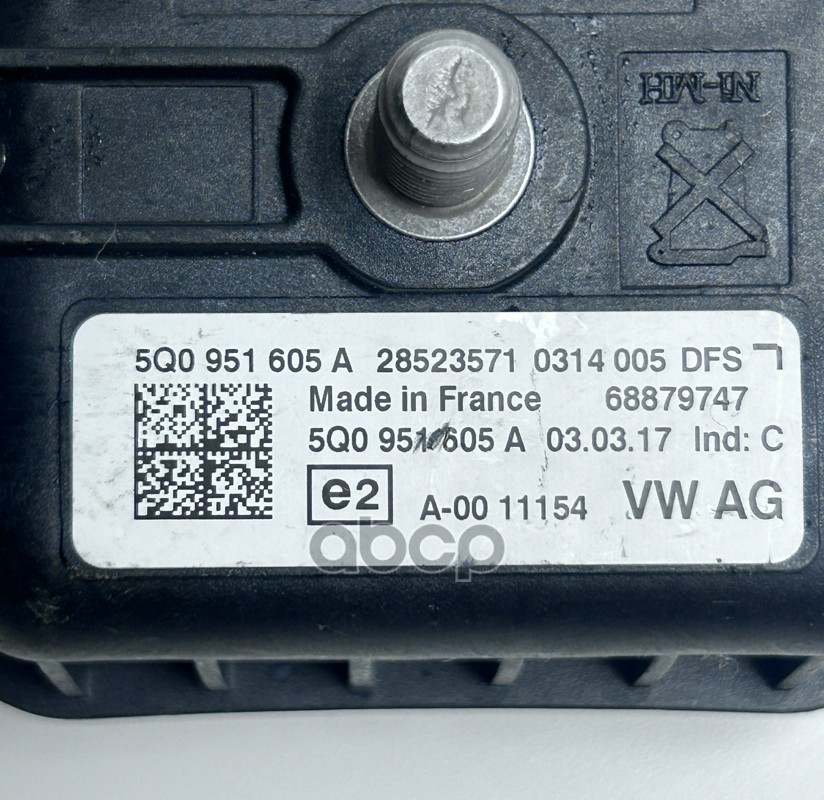 Ni-MH
5Q0 951 605 A 28523571 0314 005 DFS
Made in France 68879747
5Q0 951 605 A 03.03.17 Ind: C
e2 A-00 11154 VW AG
abcp